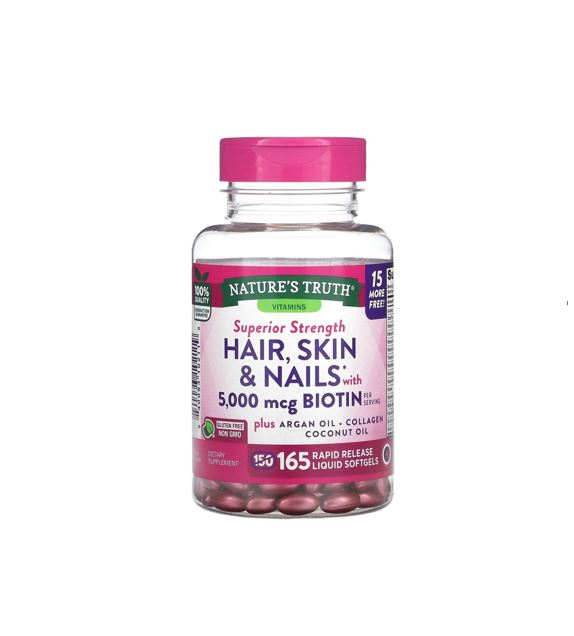 NATURE'S TRUTH®
VITAMINS
15
MORE
FREE!
100%
QUALITY
Superior Strength
HAIR, SKIN
& NAILS*
with
5,000 mcg BIOTIN PER SERVING
plus ARGAN OIL • COLLAGEN
COCONUT OIL
GLUTEN FREE
NON GMO
DIETARY
SUPPLEMENT
150 165 RAPID RELEASE
LIQUID SOFTGELS